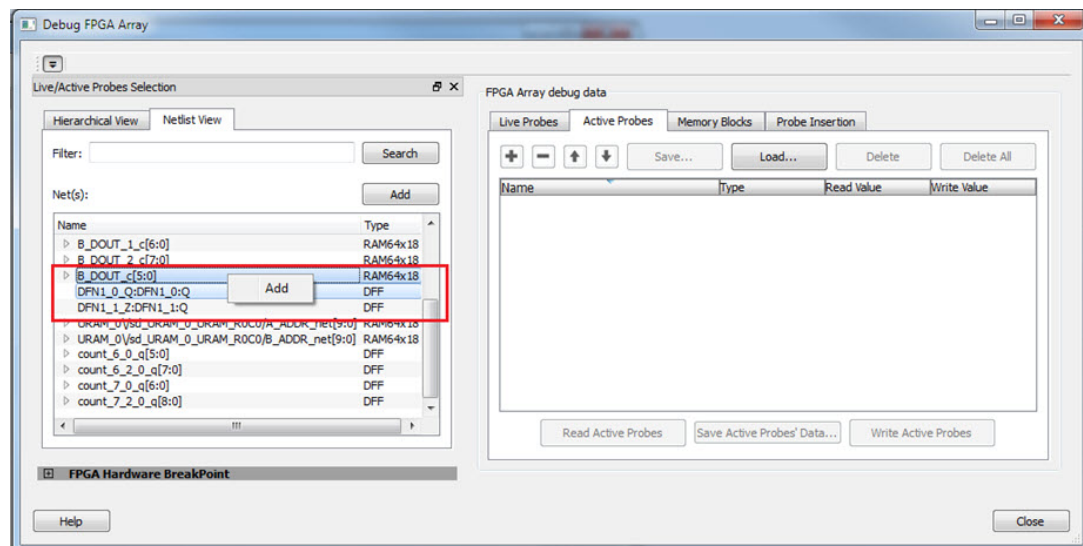 Debug FPGA Array
Live/Active Probes Selection
Hierarchical View Netlist View
Filter: Search
Net(s): Add
Name Type
B_DOUT_1_c[6:0] RAM64x18
B_DOUT_2_c[7:0] RAM64x18
B_DOUT_c[5:0] RAM64x18
Add
DFN1_0_Q:DFN1_0:Q DFF
DFN1_1_Z:DFN1_1:Q DFF
URAM_0\/sd_URAM_0_URAM_R0C0/A_ADDR_net[9:0] RAM64x18
URAM_0\/sd_URAM_0_URAM_R0C0/B_ADDR_net[9:0] RAM64x18
count_6_0_q[5:0] DFF
count_6_2_0_q[7:0] DFF
count_7_0_q[6:0] DFF
count_7_2_0_q[8:0] DFF
FPGA Hardware BreakPoint
FPGA Array debug data
Live Probes Active Probes Memory Blocks Probe Insertion
Save... Load... Delete Delete All
Name Type Read Value Write Value
Read Active Probes Save Active Probes' Data... Write Active Probes
Help Close